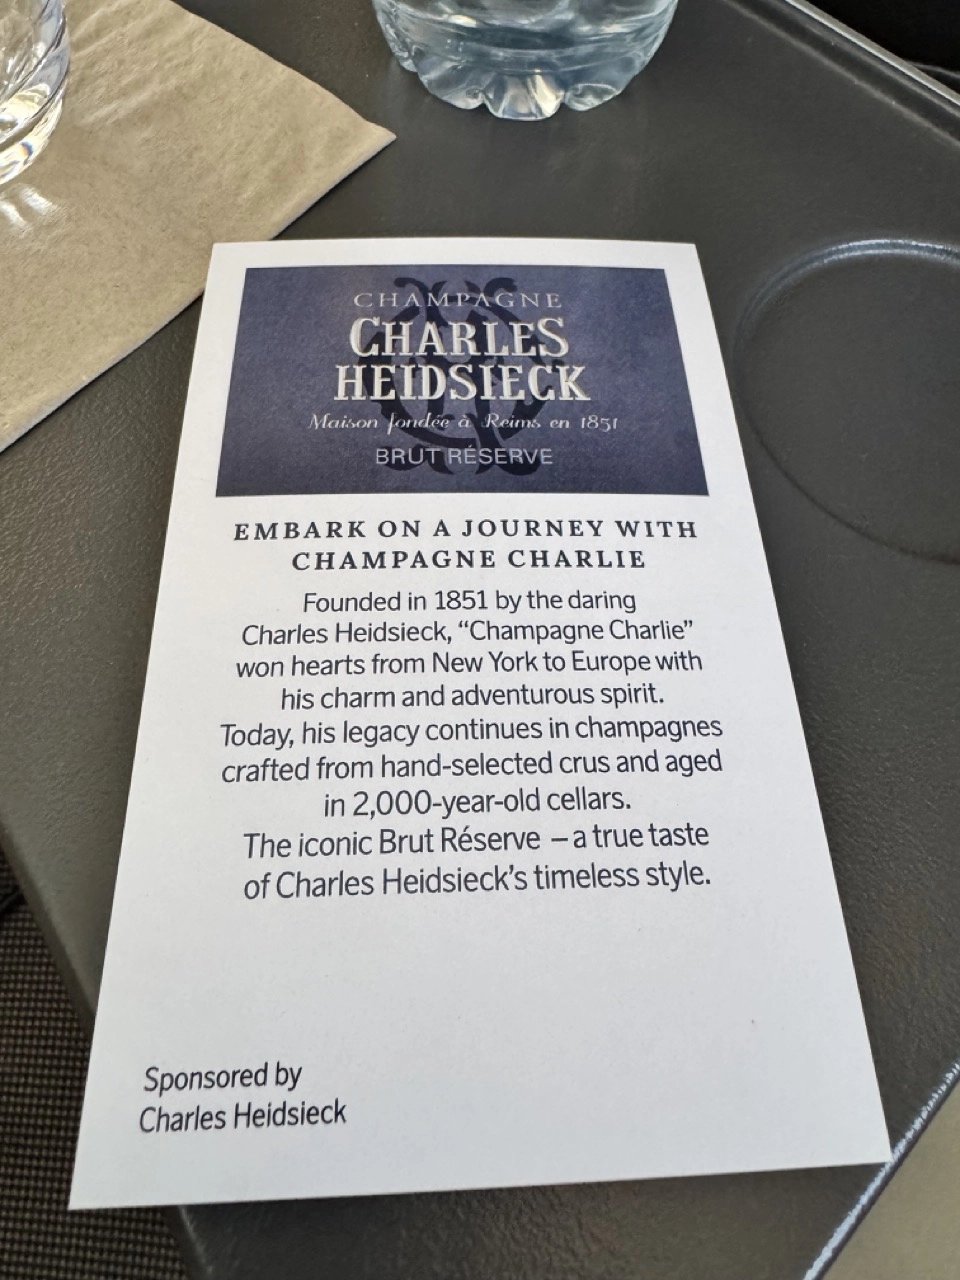 CHAMPAGNE
CHARLES
HEIDSIECK
Maison fondée à Reims en 1851
BRUT RÉSERVE
EMBARK ON A JOURNEY WITH
CHAMPAGNE CHARLIE
Founded in 1851 by the daring
Charles Heidsieck, “Champagne Charlie”
won hearts from New York to Europe with
his charm and adventurous spirit.
Today, his legacy continues in champagnes
crafted from hand-selected crus and aged
in 2,000-year-old cellars.
The iconic Brut Réserve – a true taste
of Charles Heidsieck’s timeless style.
Sponsored by
Charles Heidsieck